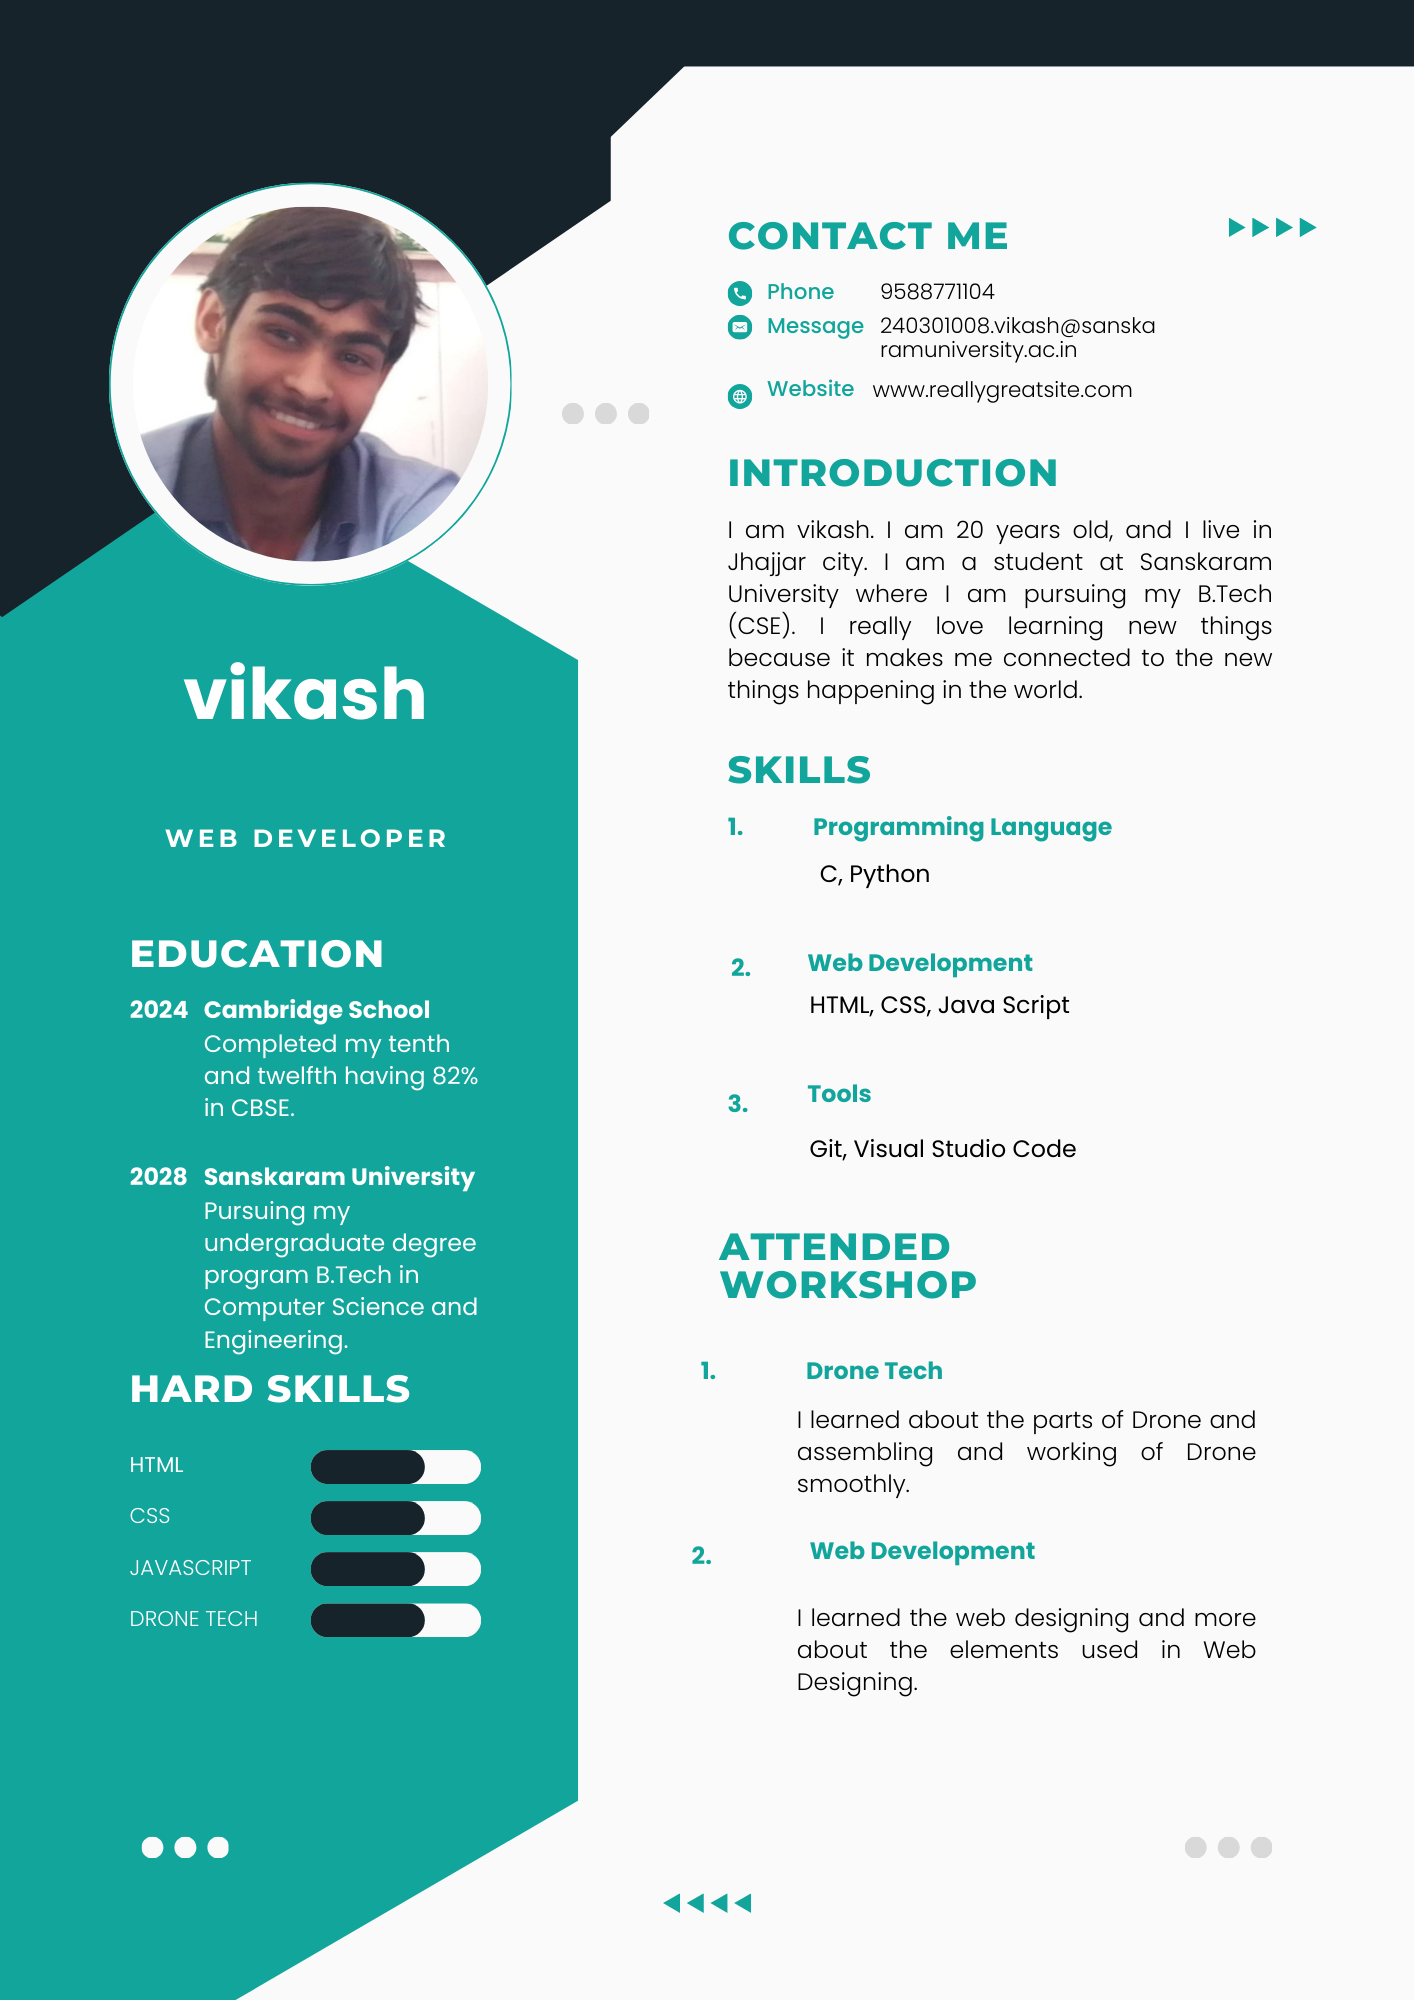 vikash
WEB DEVELOPER
EDUCATION
2024 Cambridge School
Completed my tenth
and twelfth having 82%
in CBSE.
2028 Sanskaram University
Pursuing my
undergraduate degree
program B.Tech in
Computer Science and
Engineering.
HARD SKILLS
HTML
CSS
JAVASCRIPT
DRONE TECH
CONTACT ME
Phone 9588771104
Message 240301008.vikash@sanska
ramuniversity.ac.in
Website www.reallygreatsite.com
INTRODUCTION
I am vikash. I am 20 years old, and I live in
Jhajjar city. I am a student at Sanskaram
University where I am pursuing my B.Tech
(CSE). I really love learning new things
because it makes me connected to the new
things happening in the world.
SKILLS
1. Programming Language
C, Python
2. Web Development
HTML, CSS, Java Script
3. Tools
Git, Visual Studio Code
ATTENDED
WORKSHOP
1. Drone Tech
I learned about the parts of Drone and
assembling and working of Drone
smoothly.
2. Web Development
I learned the web designing and more
about the elements used in Web
Designing.